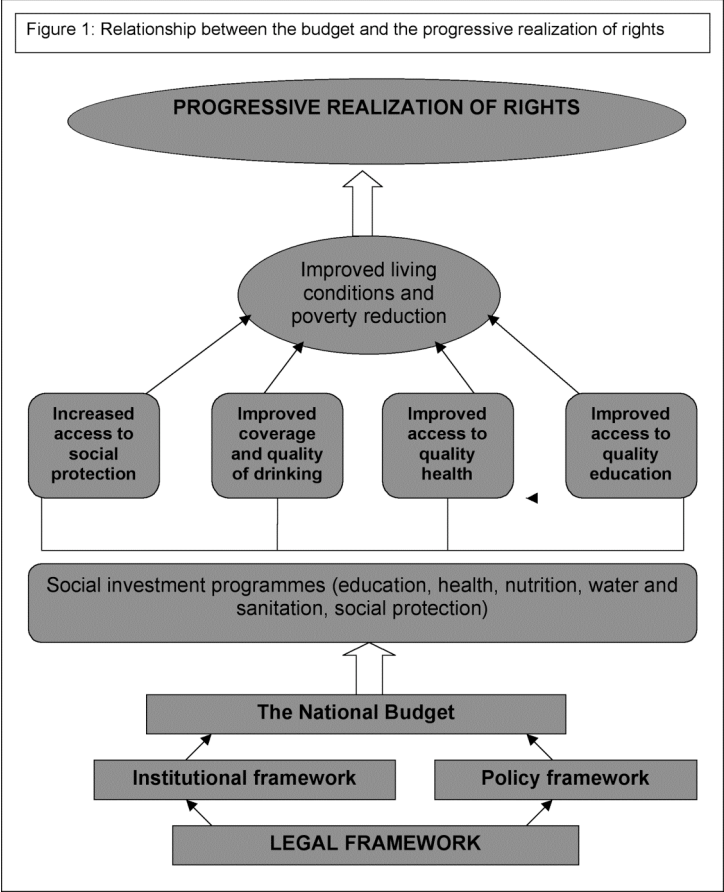 Figure 1: Relationship between the budget and the progressive realization of rights
PROGRESSIVE REALIZATION OF RIGHTS
Improved living
conditions and
poverty reduction
Increased
access to
social
protection
Improved
coverage
and quality
of drinking
Improved
access to
quality
health
Improved
access to
quality
education
Social investment programmes (education, health, nutrition, water and
sanitation, social protection)
The National Budget
Institutional framework
Policy framework
LEGAL FRAMEWORK